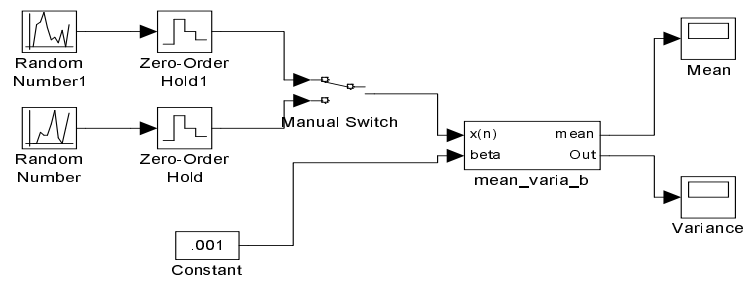 Random
Number1
Zero-Order
Hold1
Mean
Manual Switch
Random
Number
Zero-Order
Hold
x(n)
mean
beta
Out
mean_varia_b
.001
Constant
Variance